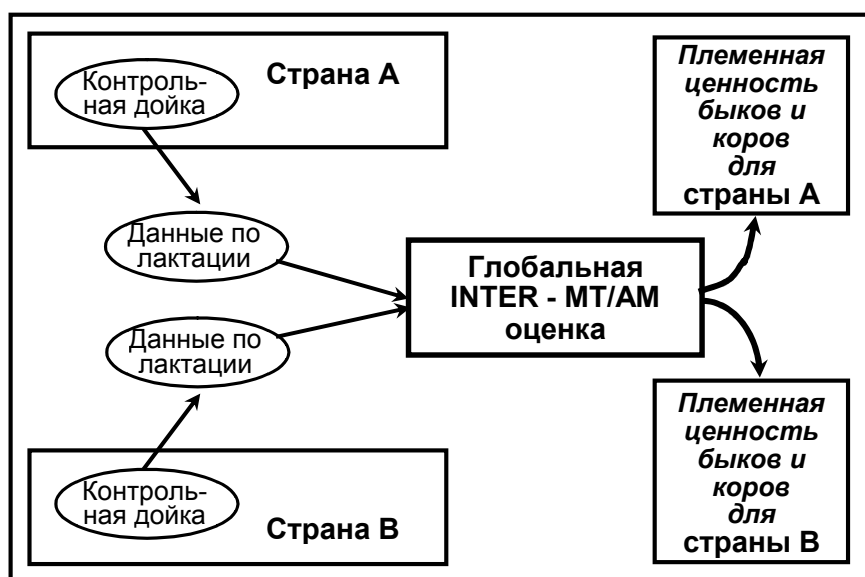 Контроль-
ная дойка
Страна А
Племенная
ценность
быков и
коров
для
страны А
Данные по
лактации
Глобальная
INTER - MT/AM
оценка
Данные по
лактации
Племенная
ценность
быков и
коров
для
страны В
Контроль-
ная дойка
Страна В